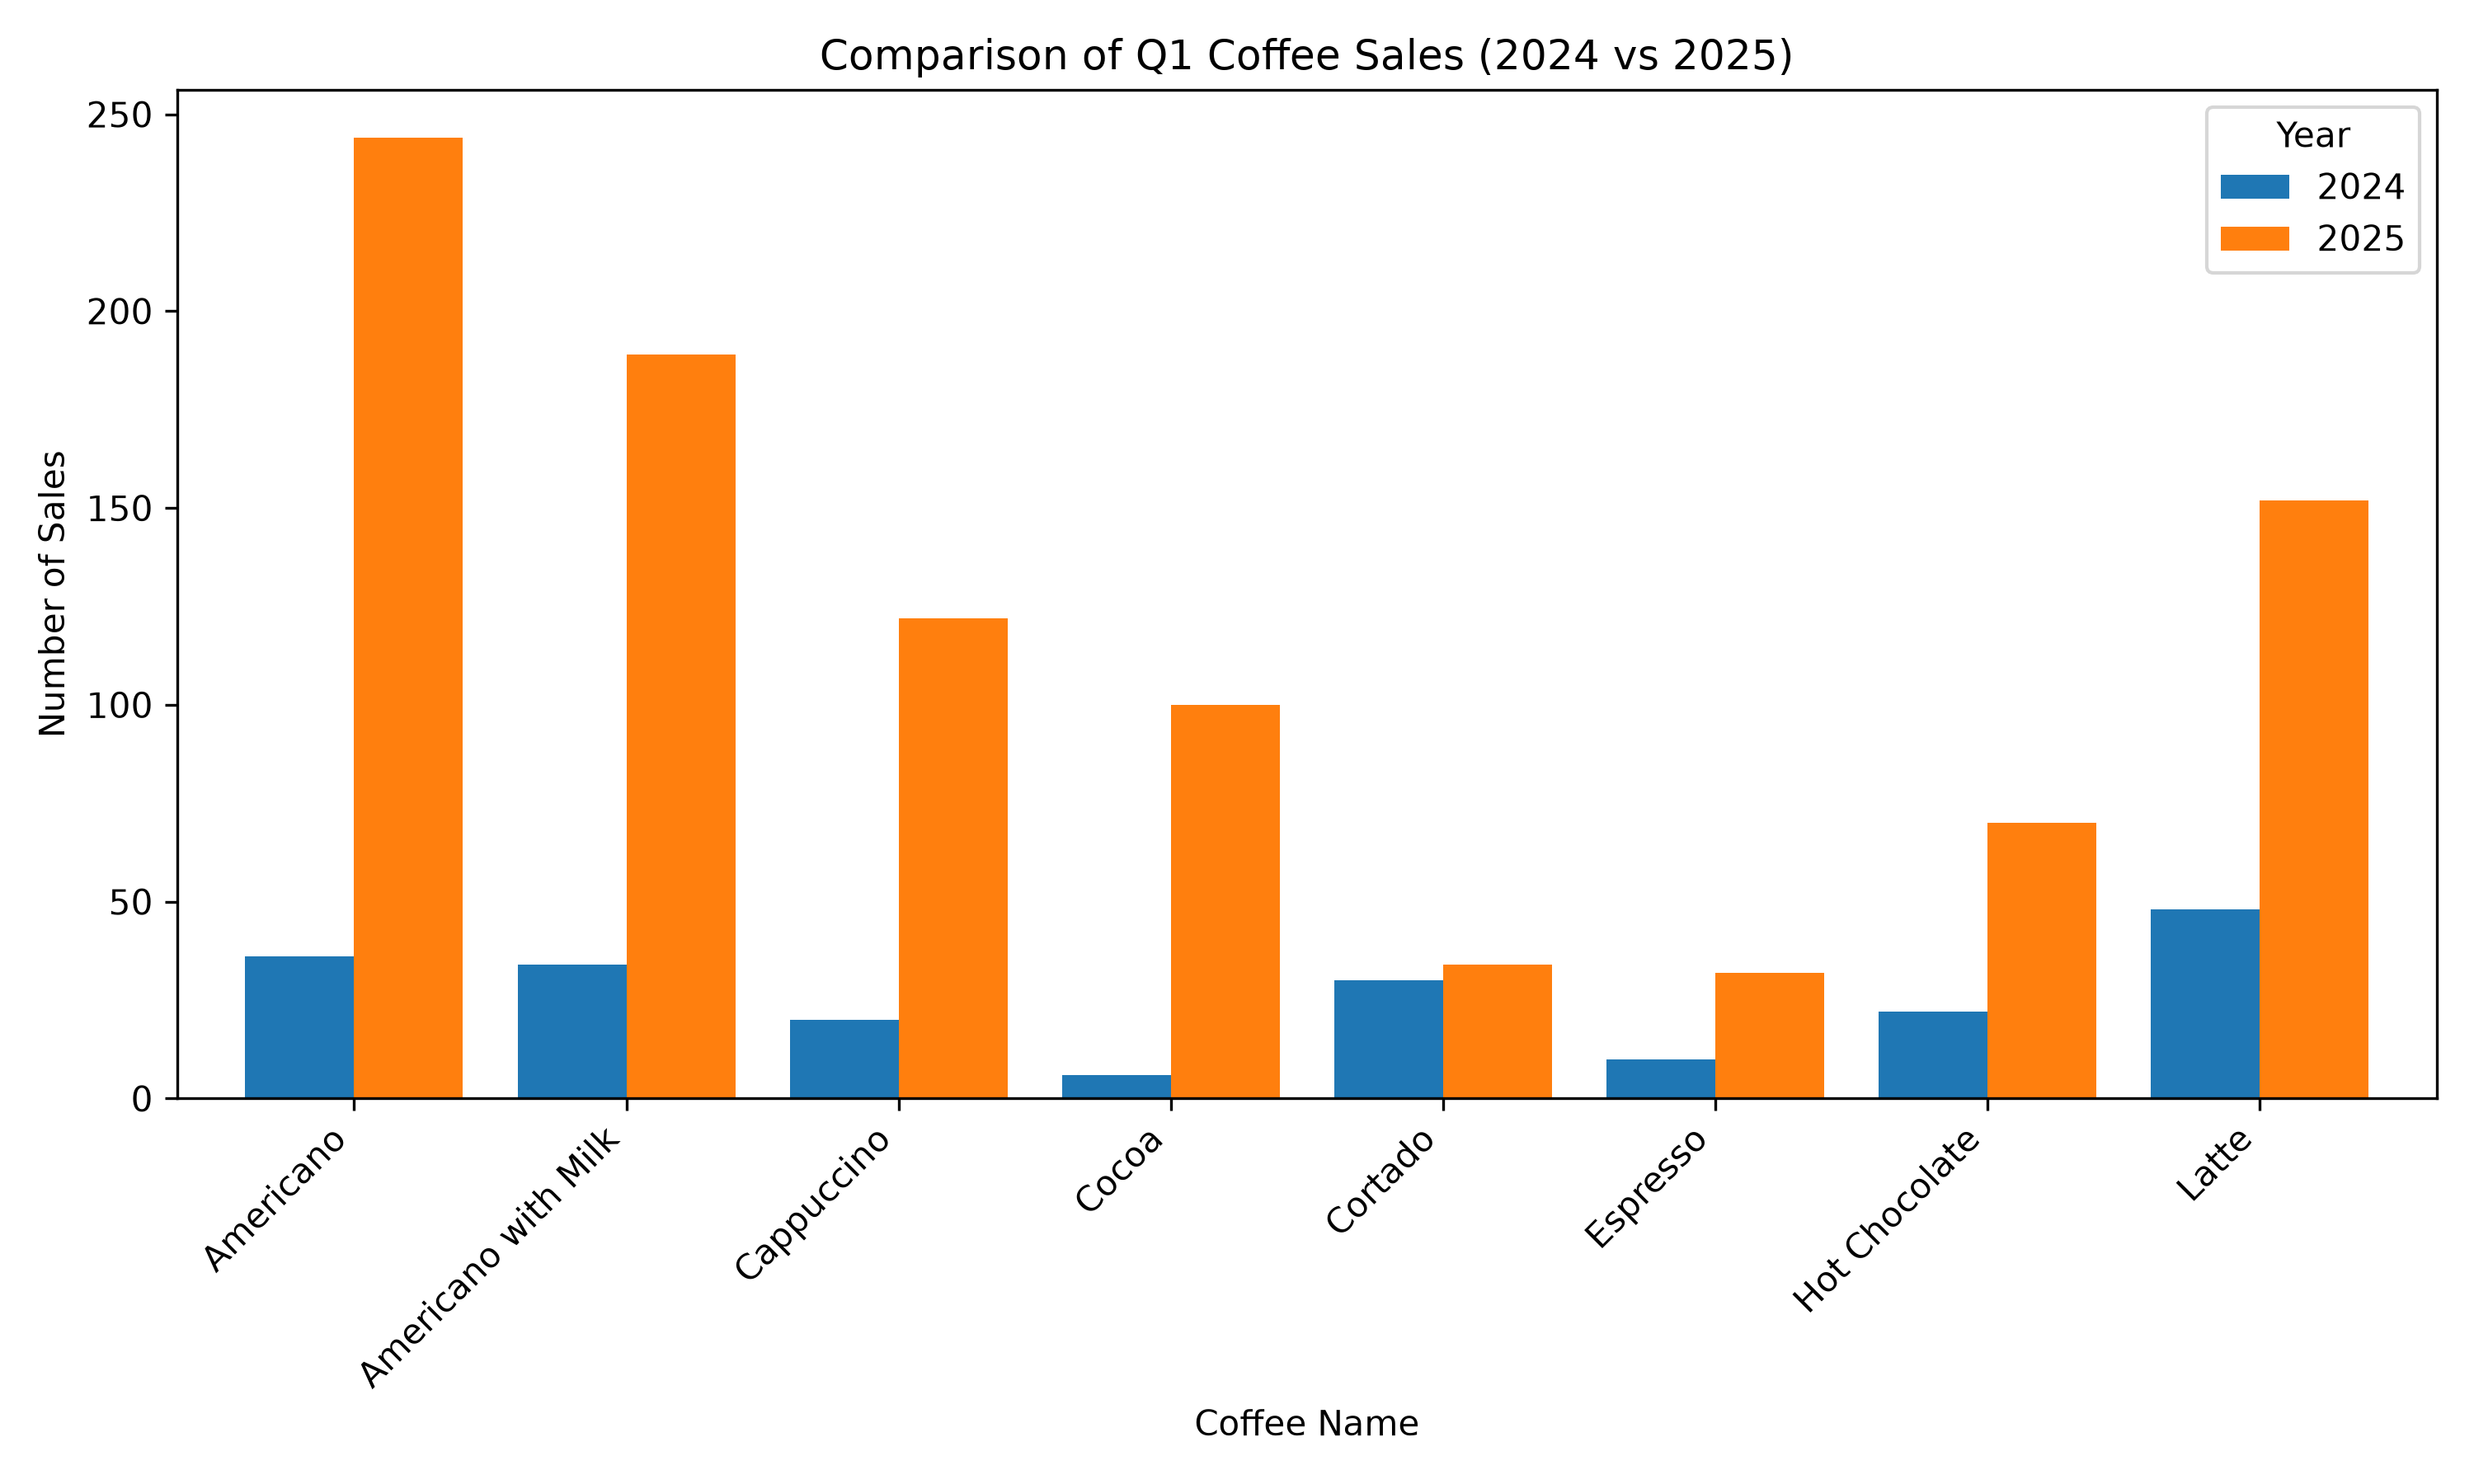 Comparison of Q1 Coffee Sales (2024 vs 2025)
Year
2024
2025
Number of Sales
250
200
150
100
50
0
Americano
Americano with Milk
Cappuccino
Cocoa
Cortado
Espresso
Hot Chocolate
Latte
Coffee Name